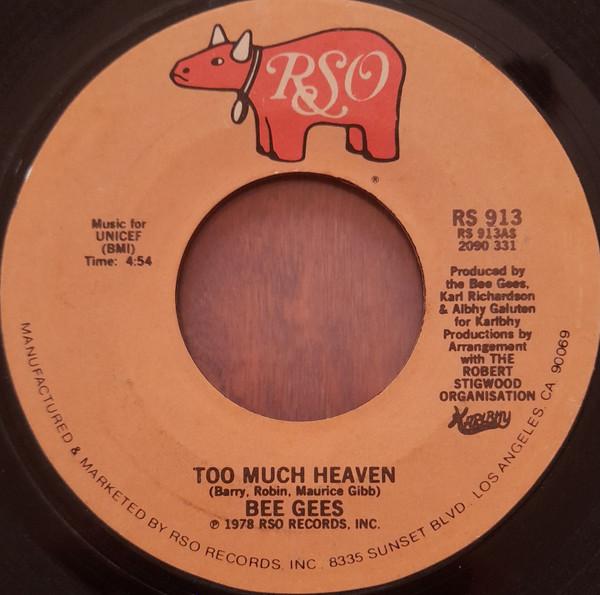 RSO
®
Music for
UNICEF
(BMI)
Time: 4:54
RS 913
RS 913AS
2090 331
Produced by
the Bee Gees,
Karl Richardson
& Albhy Galuten
for Karlbhy
Productions by
Arrangement
with THE
ROBERT
STIGWOOD
ORGANISATION
KARLBHY
TOO MUCH HEAVEN
(Barry, Robin, Maurice Gibb)
BEE GEES
℗ 1978 RSO RECORDS, INC.
MANUFACTURED & MARKETED BY RSO RECORDS, INC., 8335 SUNSET BLVD., LOS ANGELES, CA 90069